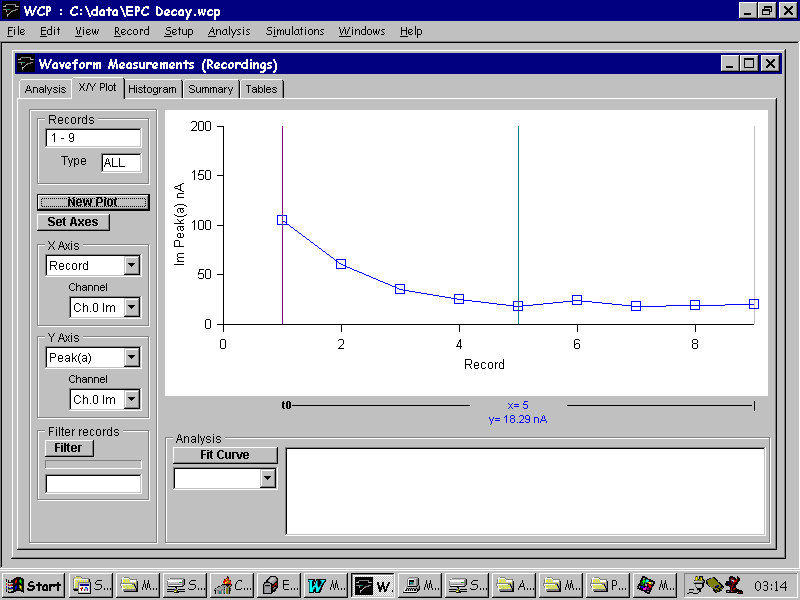 WCP : C:\data\EPC Decay.wcp
File Edit View Record Setup Analysis Simulations Windows Help
Waveform Measurements (Recordings)
Analysis X/Y Plot Histogram Summary Tables
Records
1 - 9
Type ALL
New Plot
Set Axes
X Axis
Record
Channel
Ch.0 Im
Y Axis
Peak(a)
Channel
Ch.0 Im
Filter records
Filter
200
150
100
50
0
Im Peak(a) nA
0 2 4 6 8
Record
t0 x= 5
y= 18.29 nA
Analysis
Fit Curve
Start S... M... S... C... E... M... W. M... S... A... M... P... M... 03:14